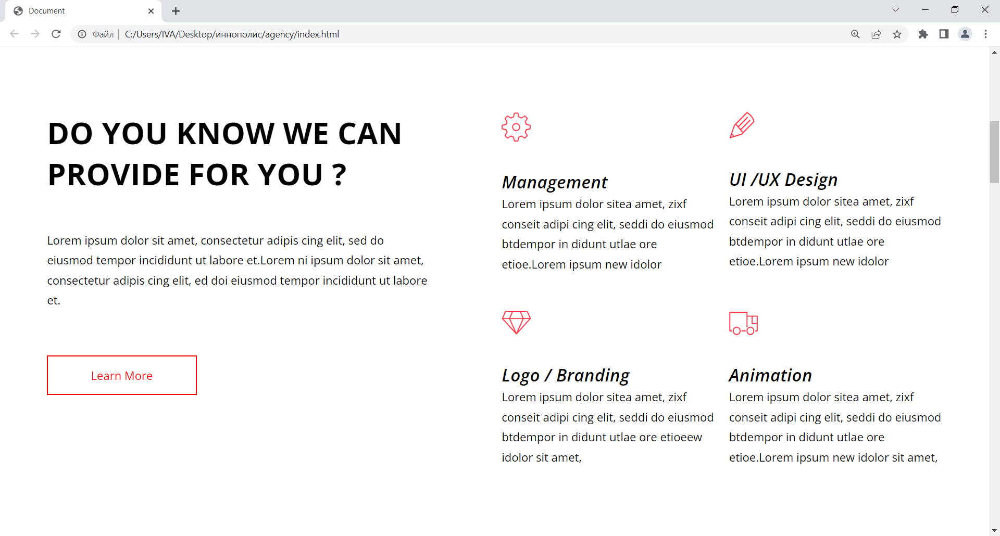 Document
Файл | C:/Users/IVA/Desktop/иннополис/agency/index.html
DO YOU KNOW WE CAN
PROVIDE FOR YOU ?
Lorem ipsum dolor sit amet, consectetur adipis cing elit, sed do
eiusmod tempor incididunt ut labore et.Lorem ni ipsum dolor sit amet,
consectetur adipis cing elit, ed doi eiusmod tempor incididunt ut labore
et.
Learn More
Management
Lorem ipsum dolor sitea amet, zixf
conseit adipi cing elit, seddi do eiusmod
btdempor in didunt utlae ore
etioe.Lorem ipsum new idolor
UI /UX Design
Lorem ipsum dolor sitea amet, zixf
conseit adipi cing elit, seddi do eiusmod
btdempor in didunt utlae ore
etioe.Lorem ipsum new idolor
Logo / Branding
Lorem ipsum dolor sitea amet, zixf
conseit adipi cing elit, seddi do eiusmod
btdempor in didunt utlae ore etioeew
idolor sit amet,
Animation
Lorem ipsum dolor sitea amet, zixf
conseit adipi cing elit, seddi do eiusmod
btdempor in didunt utlae ore
etioe.Lorem ipsum new idolor sit amet,